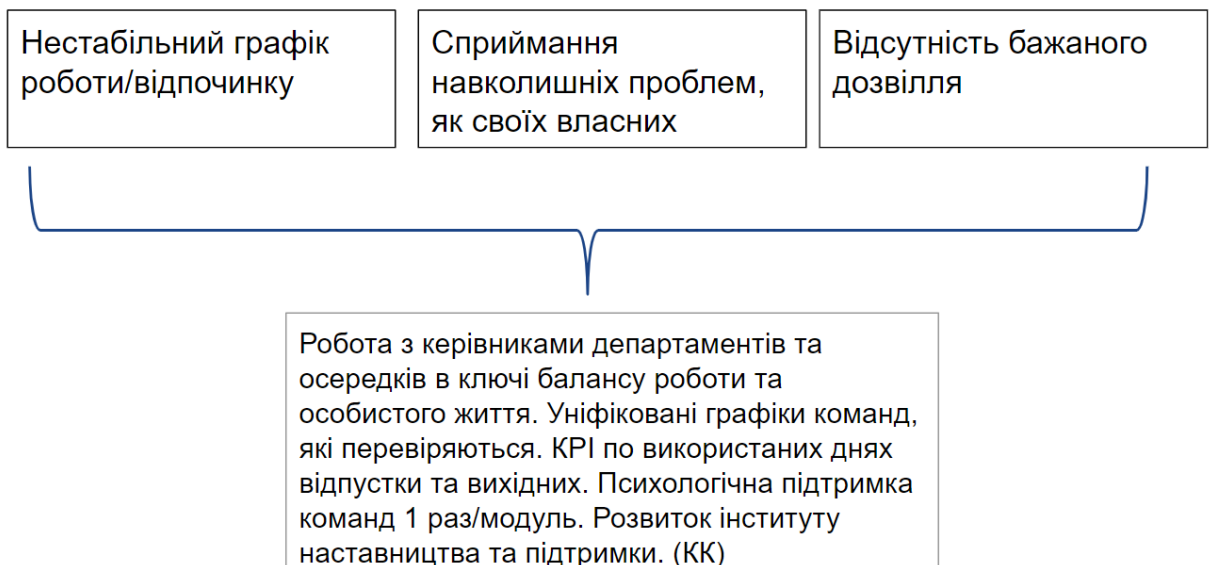 Нестабільний графік
роботи/відпочинку
Сприймання
навколишніх проблем,
як своїх власних
Відсутність бажаного
дозвілля
Робота з керівниками департаментів та
осередків в ключі балансу роботи та
особистого життя. Уніфіковані графіки команд,
які перевіряються. КРІ по використаних днях
відпустки та вихідних. Психологічна підтримка
команд 1 раз/модуль. Розвиток інституту
наставництва та підтримки. (КК)